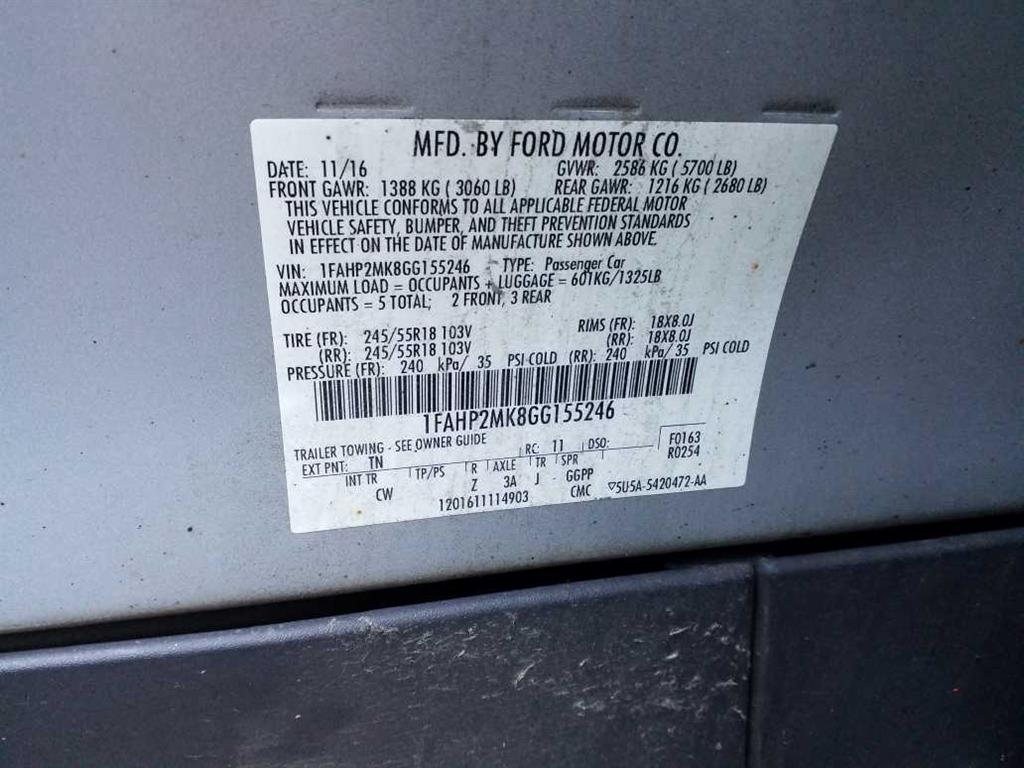 MFD. BY FORD MOTOR CO.
DATE: 11/16 GVWR: 2586 KG ( 5700 LB)
FRONT GAWR: 1388 KG ( 3060 LB) REAR GAWR: 1216 KG ( 2680 LB)
THIS VEHICLE CONFORMS TO ALL APPLICABLE FEDERAL MOTOR
VEHICLE SAFETY, BUMPER, AND THEFT PREVENTION STANDARDS
IN EFFECT ON THE DATE OF MANUFACTURE SHOWN ABOVE.
VIN: 1FAHP2MK8GG155246 TYPE: Passenger Car
MAXIMUM LOAD = OCCUPANTS + LUGGAGE = 601KG/1325LB
OCCUPANTS = 5 TOTAL; 2 FRONT, 3 REAR
TIRE (FR): 245/55R18 103V RIMS (FR): 18X8.0J
(RR): 245/55R18 103V (RR): 18X8.0J
PRESSURE (FR): 240 kPa/ 35 PSI COLD (RR): 240 kPa/ 35 PSI COLD
1FAHP2MK8GG155246
TRAILER TOWING - SEE OWNER GUIDE
EXT PNT: TN RC: 11 DSO: F0163
R0254
INT TR TP/PS R AXLE TR SPR
CW Z 3A J GGPP
1201611114903 CMC ▽5U5A-5420472-AA